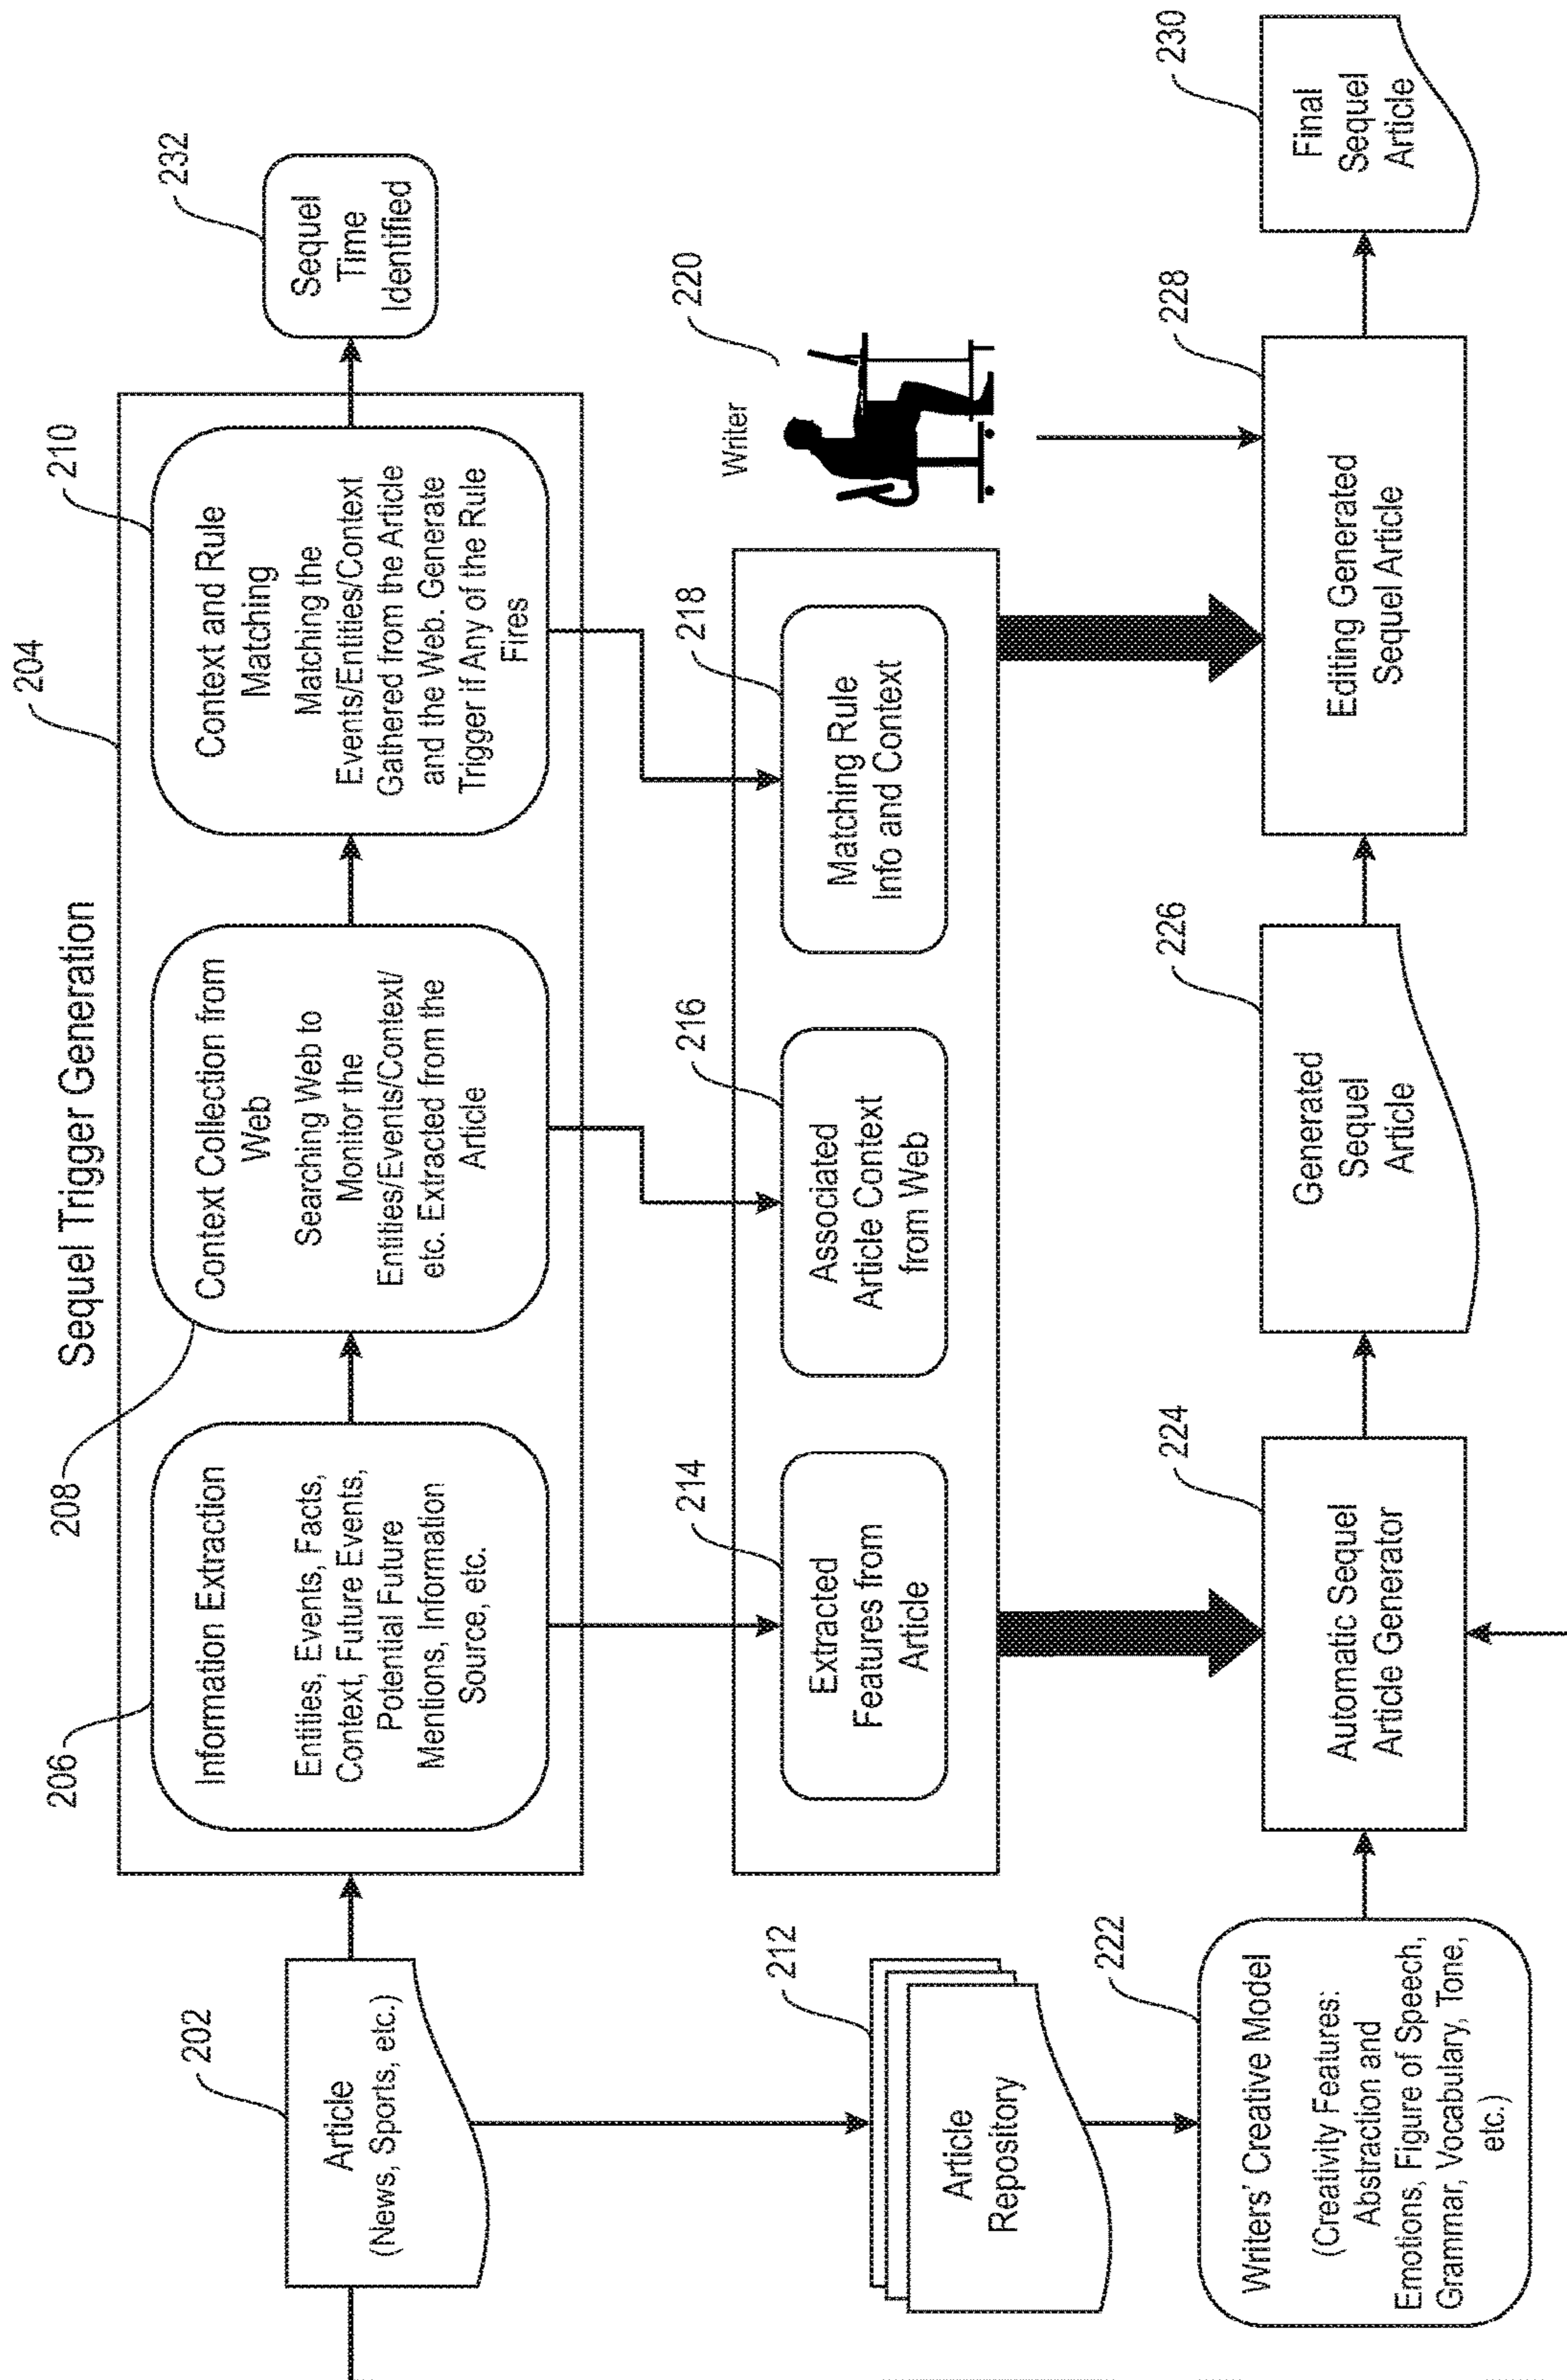 Sequel Trigger Generation
204
202
Article
(News, Sports, etc.)
206
Information Extraction
Entities, Events, Facts,
Context, Future Events,
Potential Future
Mentions, Information
Source, etc.
208
Context Collection from
Web
Searching Web to
Monitor the
Entities/Events/Context/
etc. Extracted from the
Article
210
Context and Rule
Matching
Matching the
Events/Entities/Context
Gathered from the Article
and the Web. Generate
Trigger if Any of the Rule
Fires
232
Sequel
Time
Identified
212
Article
Repository
214
Extracted
Features from
Article
216
Associated
Article Context
from Web
218
Matching Rule
Info and Context
Writer
220
222
Writers' Creative Model
(Creativity Features:
Abstraction and
Emotions, Figure of Speech,
Grammar, Vocabulary, Tone,
etc.)
224
Automatic Sequel
Article Generator
226
Generated
Sequel
Article
228
Editing Generated
Sequel Article
230
Final
Sequel
Article